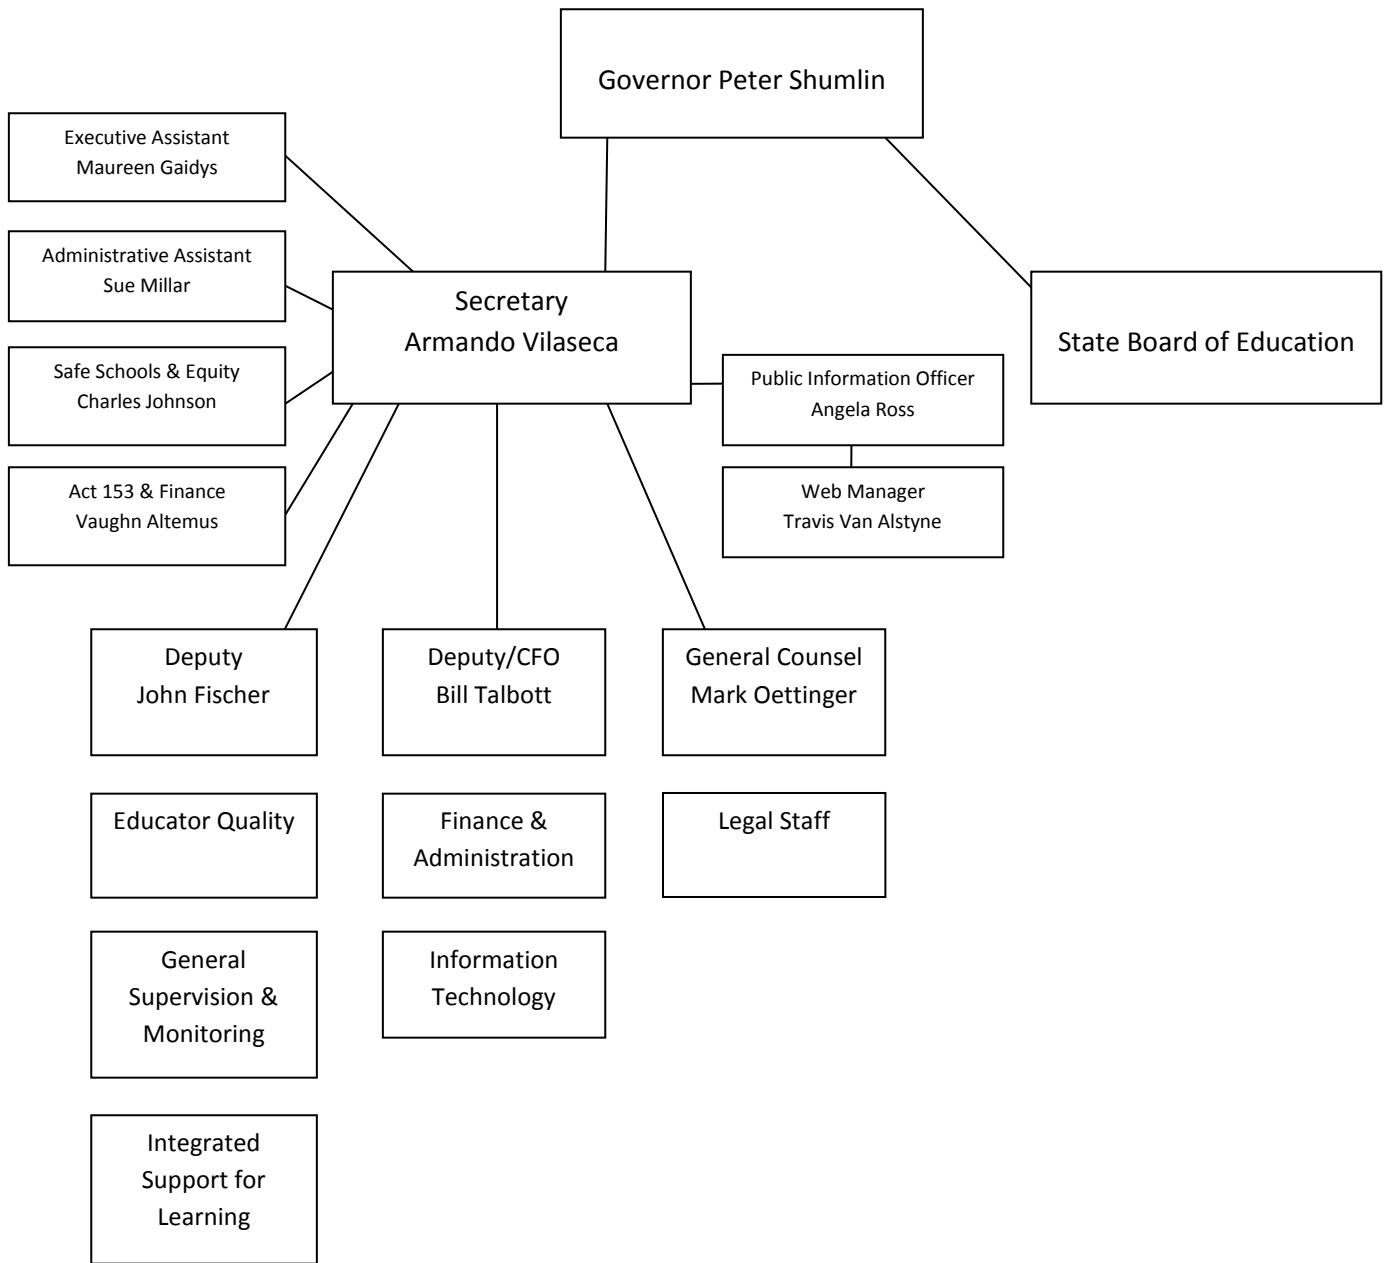 Governor Peter Shumlin
Executive Assistant
Maureen Gaidys
Administrative Assistant
Sue Millar
Secretary
Armando Vilaseca
State Board of Education
Safe Schools & Equity
Charles Johnson
Public Information Officer
Angela Ross
Act 153 & Finance
Vaughn Altemus
Web Manager
Travis Van Alstyne
Deputy
John Fischer
Deputy/CFO
Bill Talbott
General Counsel
Mark Oettinger
Educator Quality
Finance &
Administration
Legal Staff
General
Supervision &
Monitoring
Information
Technology
Integrated
Support for
Learning